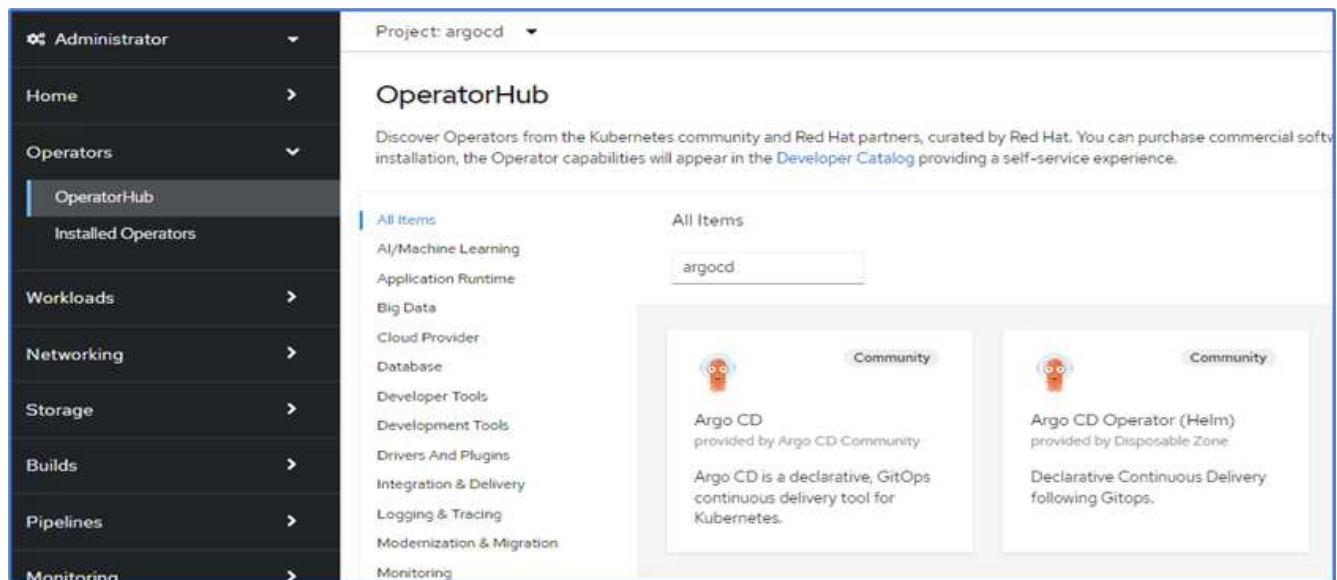 Administrator
Home
Operators
OperatorHub
Installed Operators
Workloads
Networking
Storage
Builds
Pipelines
Monitoring
Project: argocd
OperatorHub
Discover Operators from the Kubernetes community and Red Hat partners, curated by Red Hat. You can purchase commercial softw
installation, the Operator capabilities will appear in the Developer Catalog providing a self-service experience.
All Items
AI/Machine Learning
Application Runtime
Big Data
Cloud Provider
Database
Developer Tools
Development Tools
Drivers And Plugins
Integration & Delivery
Logging & Tracing
Modernization & Migration
Monitoring
All Items
argocd
Community
Argo CD
provided by Argo CD Community
Argo CD is a declarative, GitOps
continuous delivery tool for
Kubernetes.
Community
Argo CD Operator (Helm)
provided by Disposable Zone
Declarative Continuous Delivery
following Gitops.